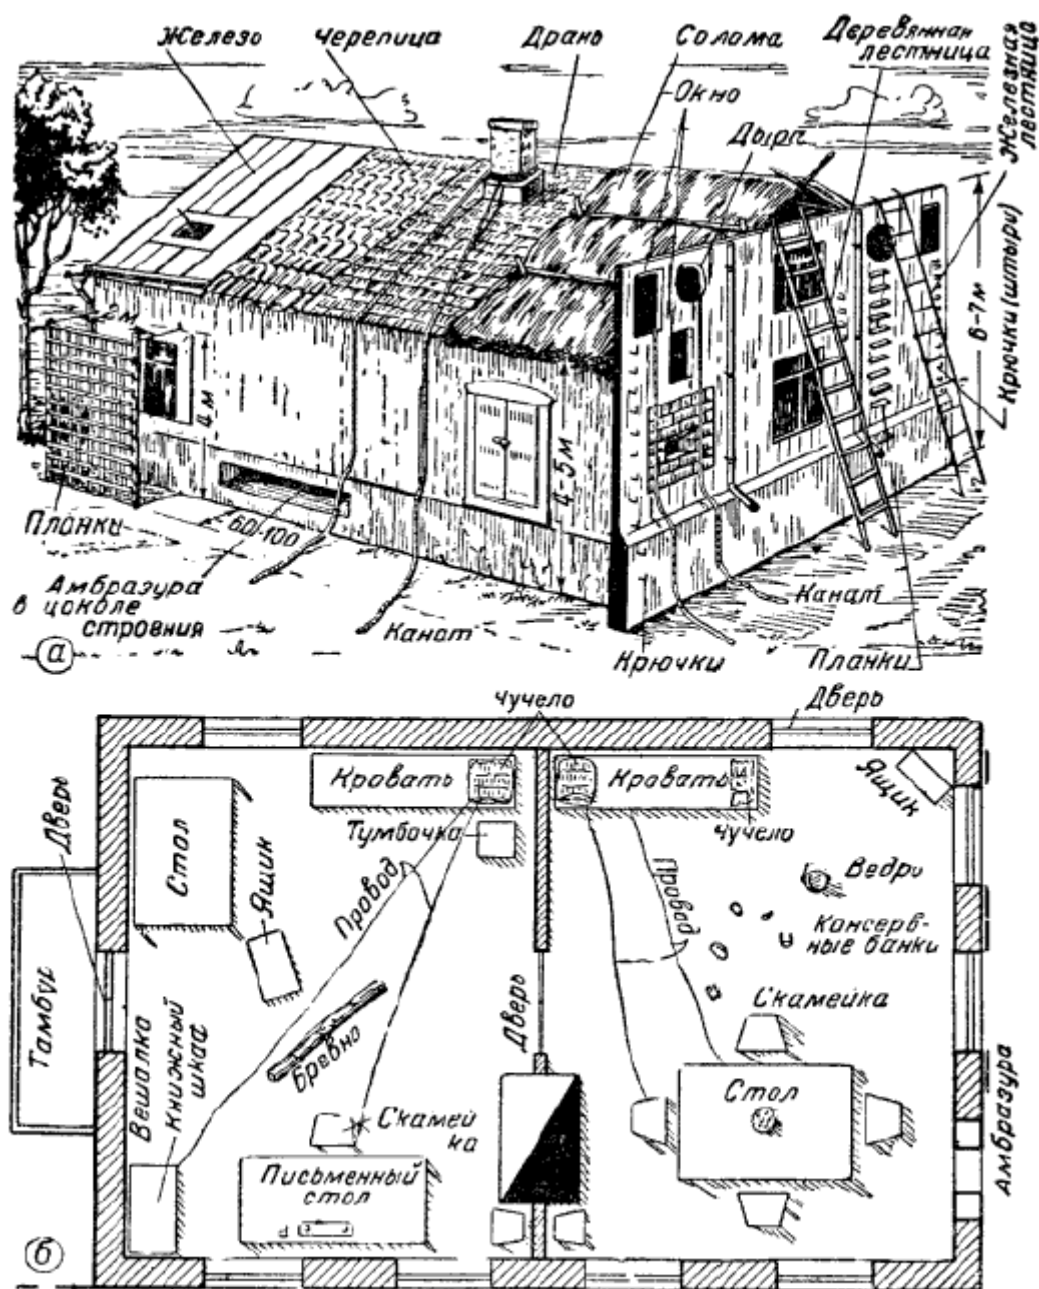 Железо
Черепица
Дрань
Солома
Деревянная
лестница
Железная
лестница
Окно
Дыра
6-7м
Крючки (штыри)
4 м
4-5 м
Планки
60-100
Амбразура
в цоколе
строения
Канат
Канат
Крючки
Планки
а
Чучело
Дверь
Кровать
Кровать
Ящик
Дверь
Стол
Тумбочка
Чучело
Ящик
Провод
Провод
Ведро
Консерв-
ные банки
Тамбур
Дверь
Скамейка
Бревно
Вешалка
Книжный
шкаф
Скамей
ка
Стол
Амбразура
Письменный
стол
б